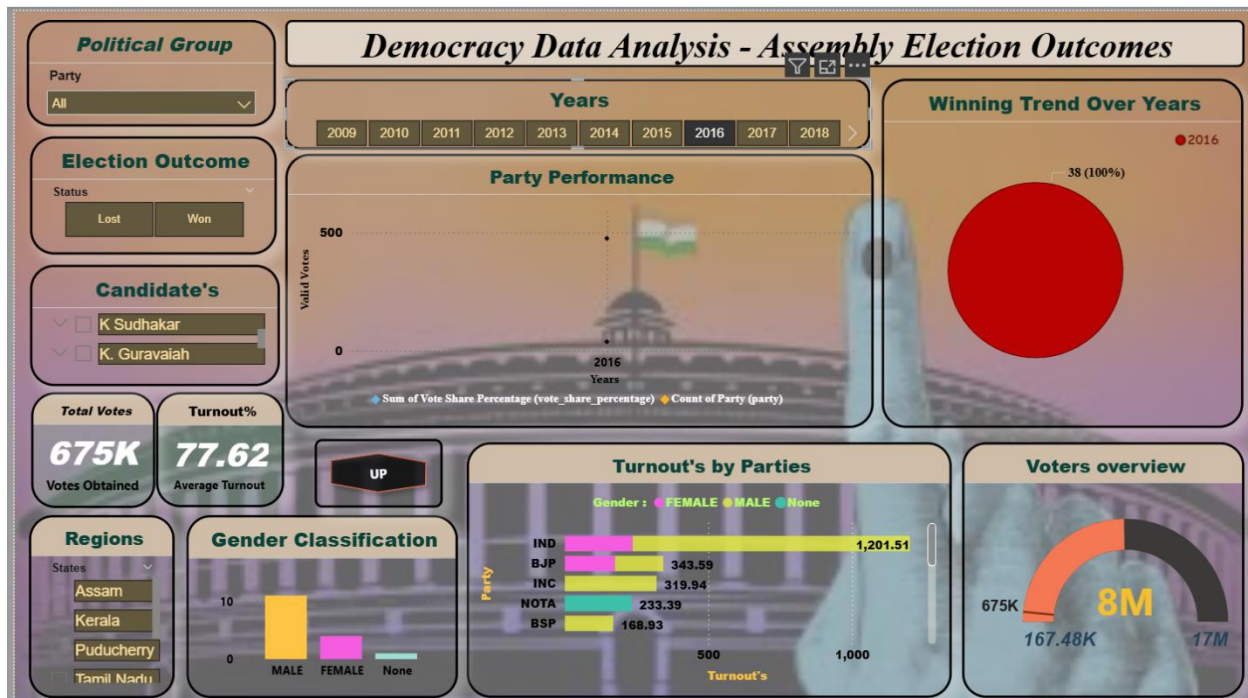 Political Group
Party
All
Democracy Data Analysis - Assembly Election Outcomes
Years
2009 2010 2011 2012 2013 2014 2015 2016 2017 2018
Election Outcome
Status
Lost Won
Candidate's
K Sudhakar
K. Guravaiah
Party Performance
Valid Votes
500
0
2016
Years
Sum of Vote Share Percentage (vote_share_percentage) Count of Party (party)
Winning Trend Over Years
2016
38 (100%)
Total Votes
675K
Votes Obtained
Turnout%
77.62
Average Turnout
UP
Regions
States
Assam
Kerala
Puducherry
Tamil Nadu
Gender Classification
10
0
MALE FEMALE None
Turnout's by Parties
Gender : FEMALE MALE None
Party
IND 1,201.51
BJP 343.59
INC 319.94
NOTA 233.39
BSP 168.93
500 1,000
Turnout's
Voters overview
675K
8M
167.48K 17M